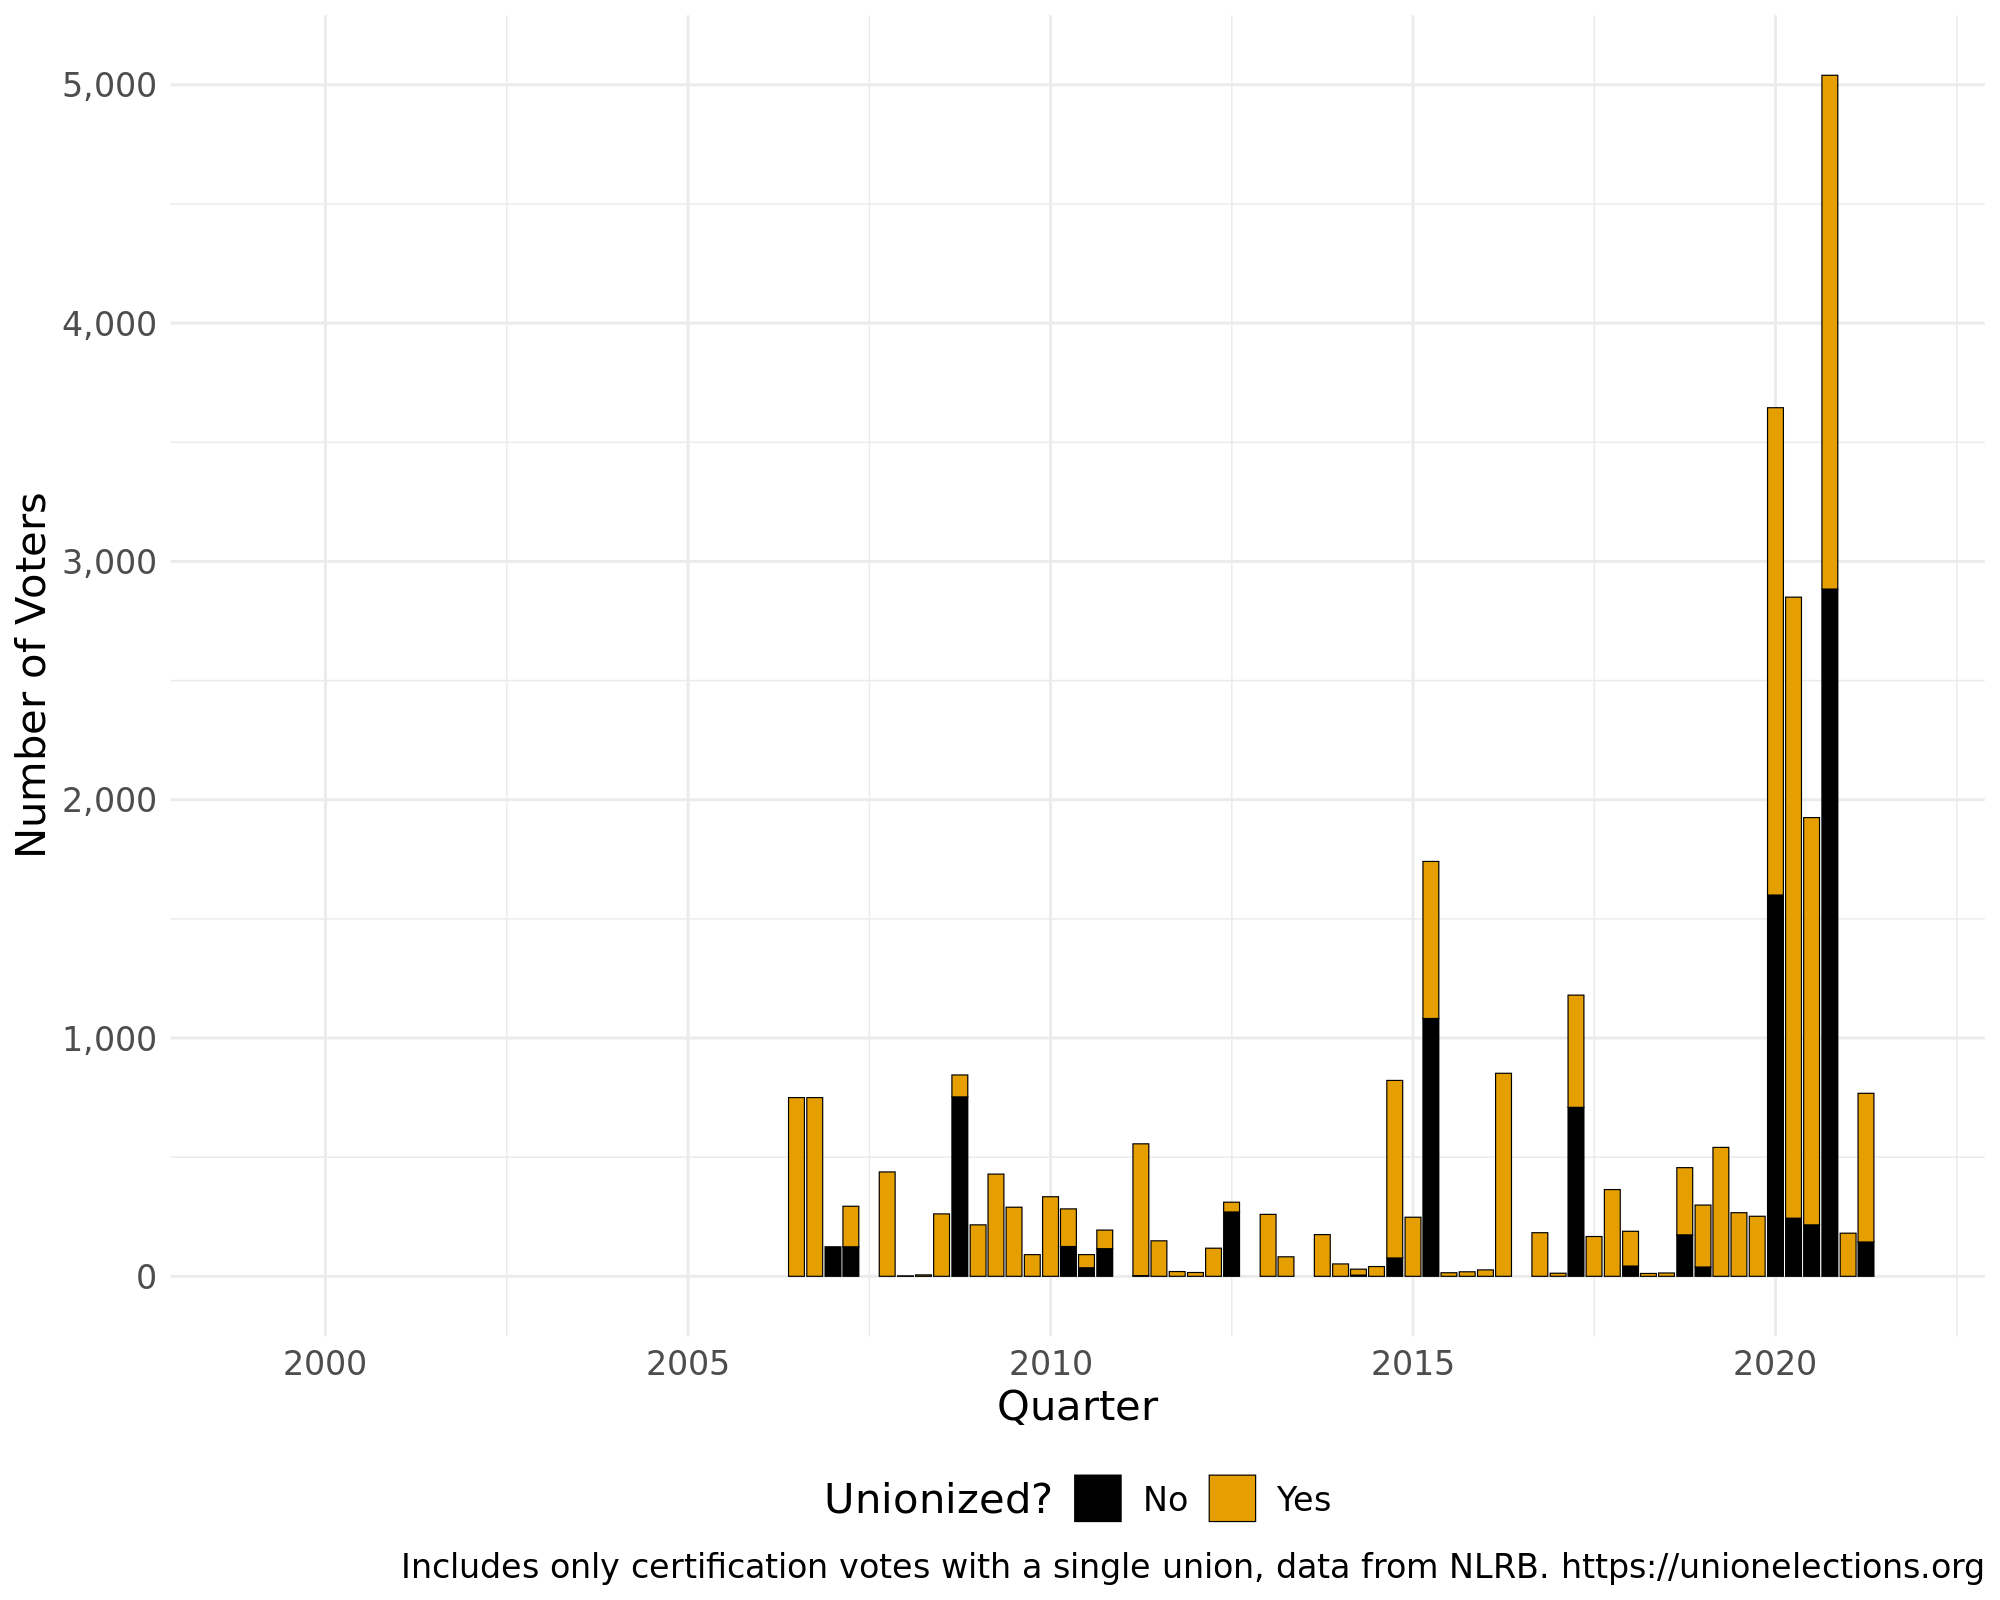 5,000
4,000
3,000
2,000
1,000
0
Number of Voters
2000 2005 2010 2015 2020
Quarter
Unionized? No Yes
Includes only certification votes with a single union, data from NLRB. https://unionelections.org